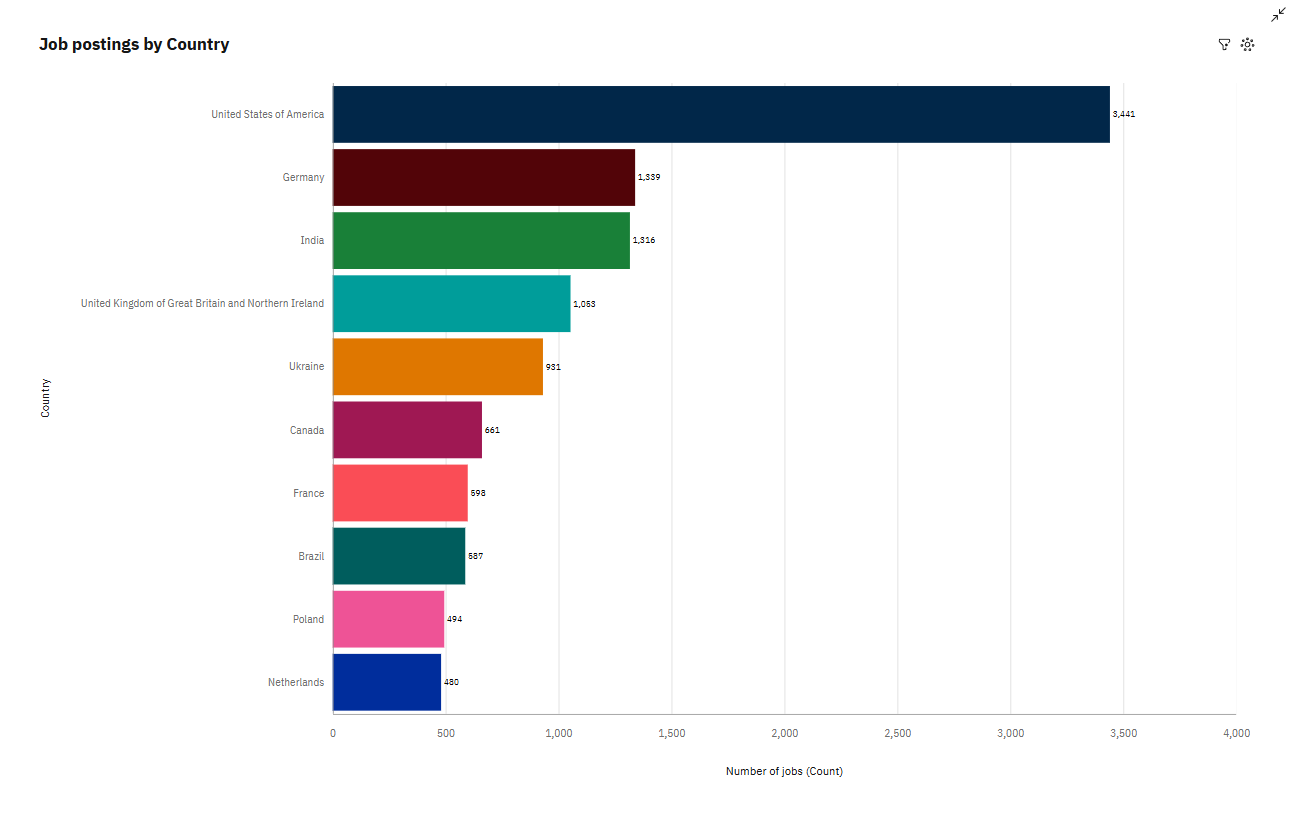 Job postings by Country
United States of America
3,441
Germany
1,339
India
1,316
United Kingdom of Great Britain and Northern Ireland
1,053
Ukraine
931
Country
Canada
661
France
598
Brazil
587
Poland
494
Netherlands
480
0 500 1,000 1,500 2,000 2,500 3,000 3,500 4,000
Number of jobs (Count)